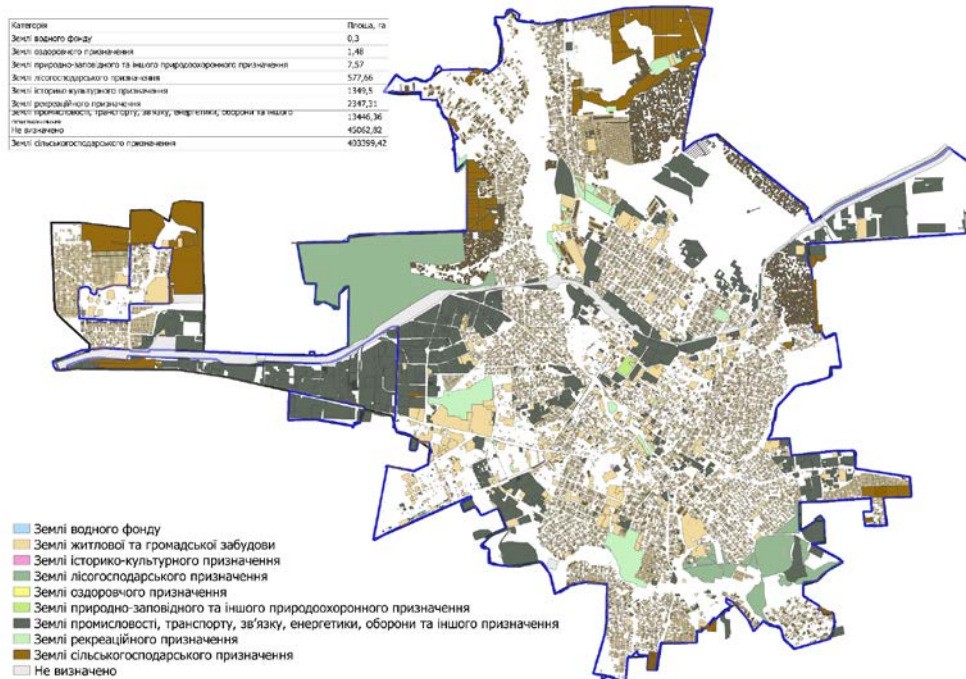 Категорія Площа, га
Землі водного фонду 0,3
Землі оздоровчого призначення 1,48
Землі природно-заповідного та іншого природоохоронного призначення 7,57
Землі лісогосподарського призначення 577,66
Землі історико-культурного призначення 1349,5
Землі рекреаційного призначення 2347,31
Землі промисловості, транспорту, зв'язку, енергетики, оборони та іншого 13446,36
Не визначено 45062,82
Землі сільськогосподарського призначення 403399,42
Землі водного фонду
Землі житлової та громадської забудови
Землі історико-культурного призначення
Землі лісогосподарського призначення
Землі оздоровчого призначення
Землі природно-заповідного та іншого природоохоронного призначення
Землі промисловості, транспорту, зв'язку, енергетики, оборони та іншого призначення
Землі рекреаційного призначення
Землі сільськогосподарського призначення
Не визначено